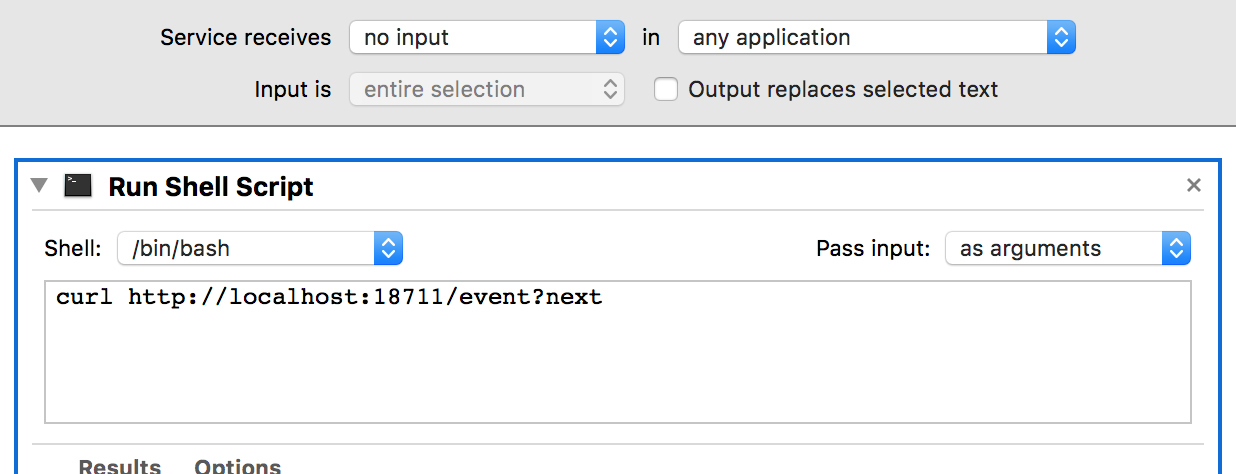 Service receives no input in any application
Input is entire selection Output replaces selected text
Run Shell Script
Shell: /bin/bash Pass input: as arguments
curl http://localhost:18711/event?next
Results Options